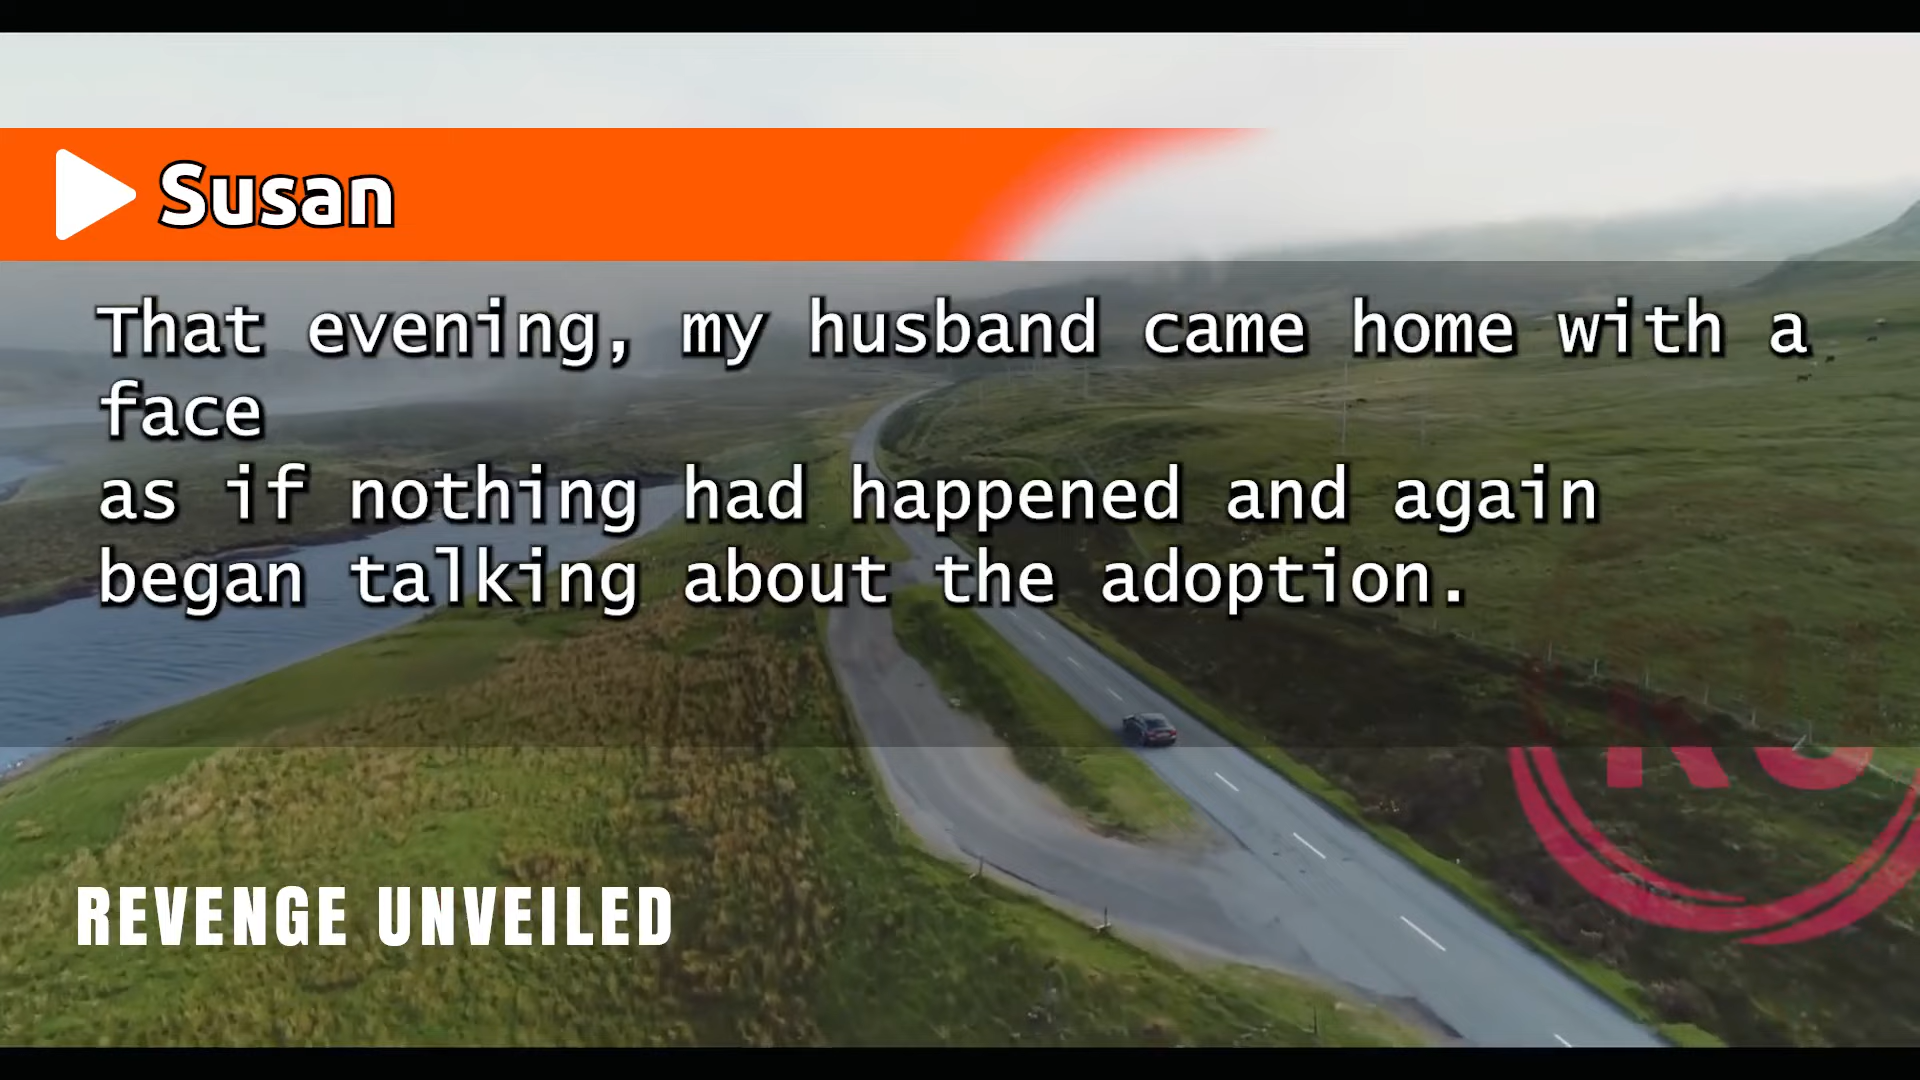 Susan
That evening, my husband came home with a
face
as if nothing had happened and again
began talking about the adoption.
REVENGE UNVEILED